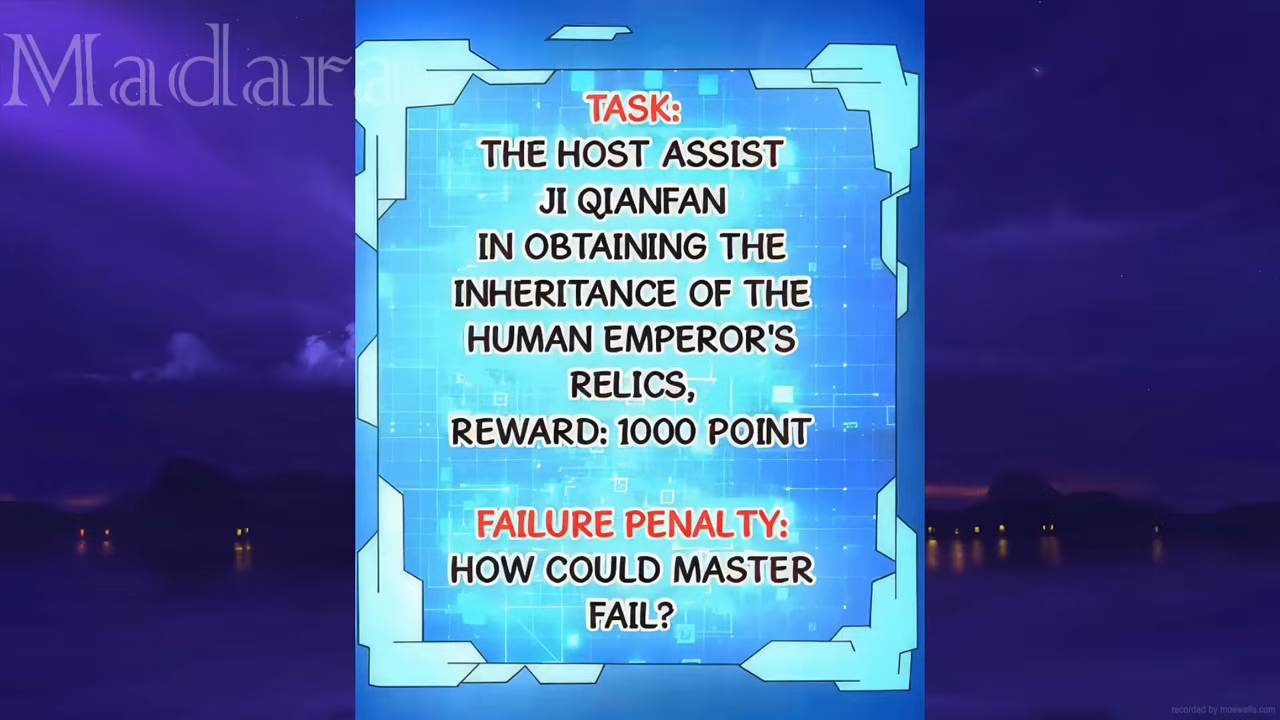 Madara
TASK:
THE HOST ASSIST
JI QIANFAN
IN OBTAINING THE
INHERITANCE OF THE
HUMAN EMPEROR'S
RELICS,
REWARD: 1000 POINT
FAILURE PENALTY:
HOW COULD MASTER
FAIL?
recorded by moewalls.com